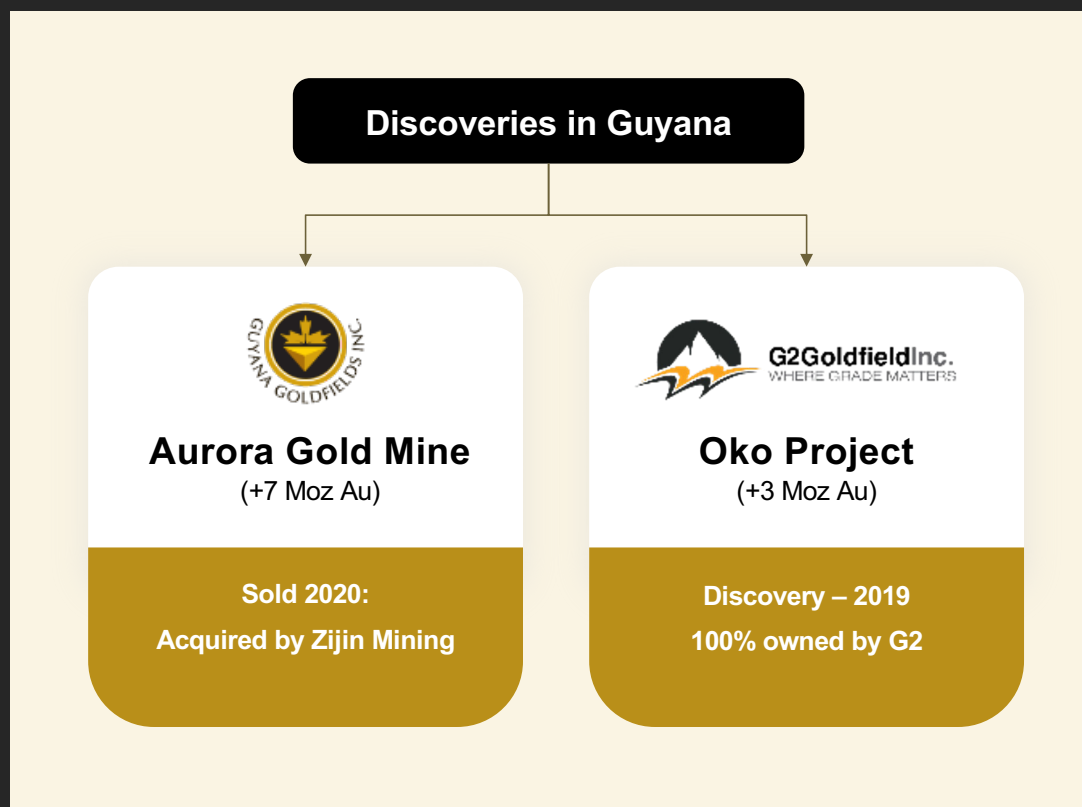 Discoveries in Guyana
GUYANA GOLDFIELDS INC.
Aurora Gold Mine
(+7 Moz Au)
Sold 2020:
Acquired by Zijin Mining
G2GoldfieldInc.
WHERE GRADE MATTERS
Oko Project
(+3 Moz Au)
Discovery – 2019
100% owned by G2